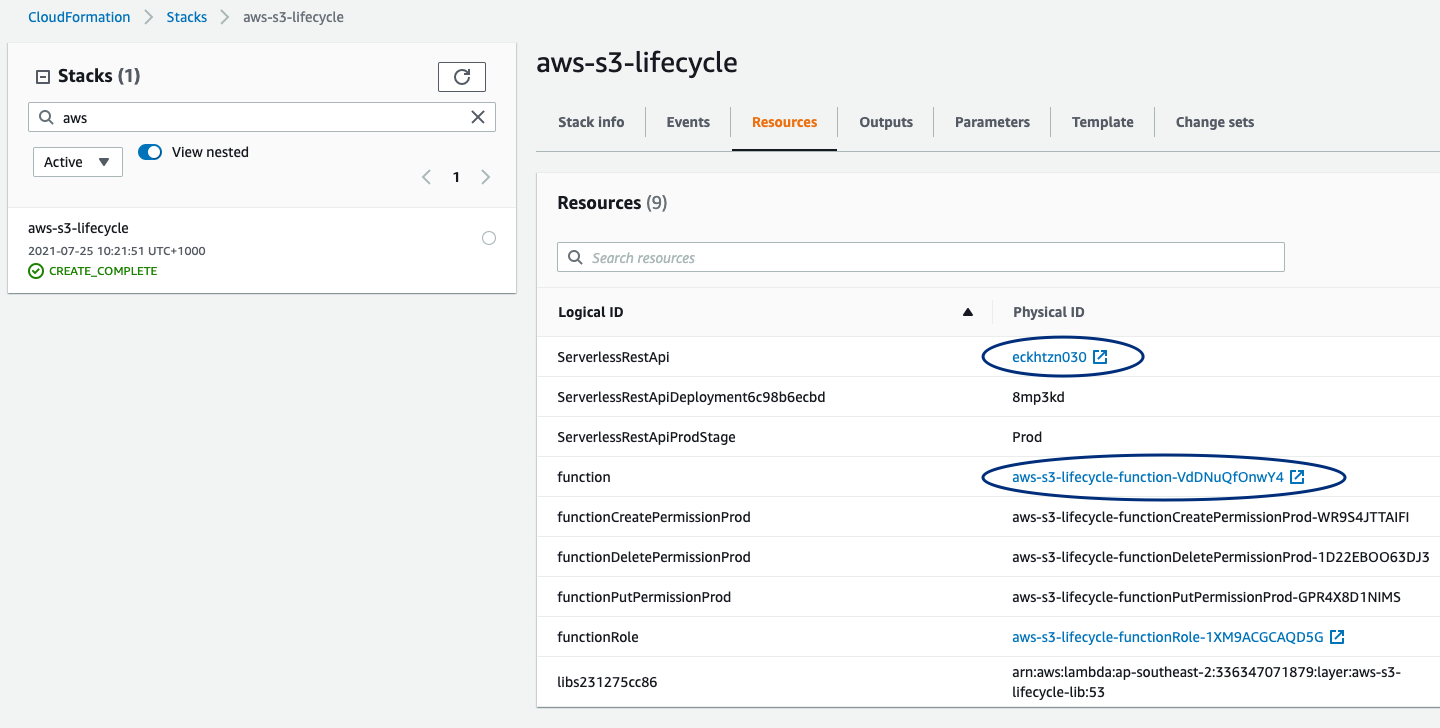 CloudFormation > Stacks > aws-s3-lifecycle
Stacks (1)
aws
Active
View nested
1
aws-s3-lifecycle
2021-07-25 10:21:51 UTC+1000
CREATE_COMPLETE
aws-s3-lifecycle
Stack info Events Resources Outputs Parameters Template Change sets
Resources (9)
Search resources
Logical ID Physical ID
ServerlessRestApi eckhtzn030
ServerlessRestApiDeployment6c98b6ecbd 8mp3kd
ServerlessRestApiProdStage Prod
function aws-s3-lifecycle-function-VdDNuQfOnwY4
functionCreatePermissionProd aws-s3-lifecycle-functionCreatePermissionProd-WR9S4JTTAIFI
functionDeletePermissionProd aws-s3-lifecycle-functionDeletePermissionProd-1D22EBOO63DJ3
functionPutPermissionProd aws-s3-lifecycle-functionPutPermissionProd-GPR4X8D1NIMS
functionRole aws-s3-lifecycle-functionRole-1XM9ACGCAQD5G
libs231275cc86 arn:aws:lambda:ap-southeast-2:336347071879:layer:aws-s3-
lifecycle-lib:53